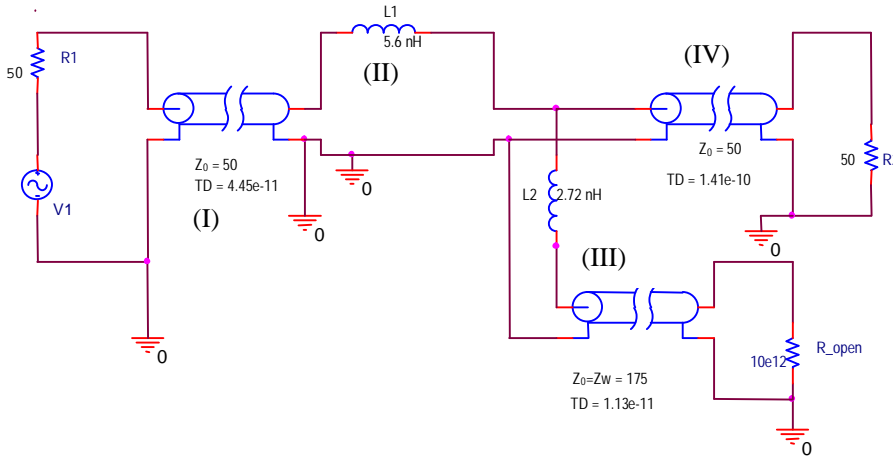 L1
5.6 nH
R1
50
(II)
(IV)
Z0 = 50
TD = 4.45e-11
0
V1
(I)
0
0
Z0 = 50
TD = 1.41e-10
50
R
0
L2
2.72 nH
(III)
0
Z0=Zw = 175
TD = 1.13e-11
R_open
10e12
0